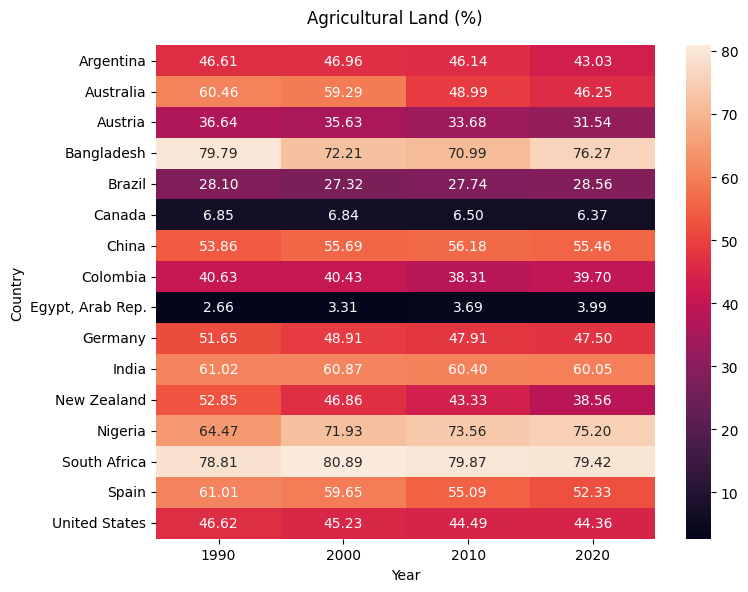 Agricultural Land (%)
Argentina 46.61 46.96 46.14 43.03
Australia 60.46 59.29 48.99 46.25
Austria 36.64 35.63 33.68 31.54
Bangladesh 79.79 72.21 70.99 76.27
Brazil 28.10 27.32 27.74 28.56
Canada 6.85 6.84 6.50 6.37
China 53.86 55.69 56.18 55.46
Colombia 40.63 40.43 38.31 39.70
Egypt, Arab Rep. 2.66 3.31 3.69 3.99
Germany 51.65 48.91 47.91 47.50
India 61.02 60.87 60.40 60.05
New Zealand 52.85 46.86 43.33 38.56
Nigeria 64.47 71.93 73.56 75.20
South Africa 78.81 80.89 79.87 79.42
Spain 61.01 59.65 55.09 52.33
United States 46.62 45.23 44.49 44.36
1990 2000 2010 2020
Year
Country
80
70
60
50
40
30
20
10